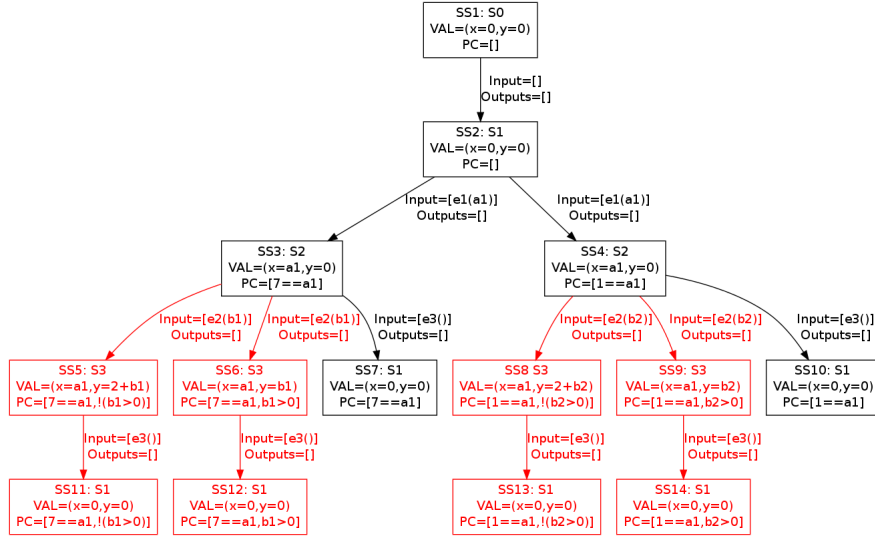 SS1: S0
VAL=(x=0,y=0)
PC=[]
Input=[]
Outputs=[]
SS2: S1
VAL=(x=0,y=0)
PC=[]
Input=[e1(a1)]
Outputs=[]
Input=[e1(a1)]
Outputs=[]
SS3: S2
VAL=(x=a1,y=0)
PC=[7==a1]
SS4: S2
VAL=(x=a1,y=0)
PC=[1==a1]
Input=[e2(b1)]
Outputs=[]
Input=[e2(b1)]
Outputs=[]
Input=[e3()]
Outputs=[]
Input=[e2(b2)]
Outputs=[]
Input=[e2(b2)]
Outputs=[]
Input=[e3()]
Outputs=[]
SS5: S3
VAL=(x=a1,y=2+b1)
PC=[7==a1,!(b1>0)]
SS6: S3
VAL=(x=a1,y=b1)
PC=[7==a1,b1>0]
SS7: S1
VAL=(x=0,y=0)
PC=[7==a1]
SS8 S3
VAL=(x=a1,y=2+b2)
PC=[1==a1,!(b2>0)]
SS9: S3
VAL=(x=a1,y=b2)
PC=[1==a1,b2>0]
SS10: S1
VAL=(x=0,y=0)
PC=[1==a1]
Input=[e3()]
Outputs=[]
Input=[e3()]
Outputs=[]
Input=[e3()]
Outputs=[]
Input=[e3()]
Outputs=[]
SS11: S1
VAL=(x=0,y=0)
PC=[7==a1,!(b1>0)]
SS12: S1
VAL=(x=0,y=0)
PC=[7==a1,b1>0]
SS13: S1
VAL=(x=0,y=0)
PC=[1==a1,!(b2>0)]
SS14: S1
VAL=(x=0,y=0)
PC=[1==a1,b2>0]